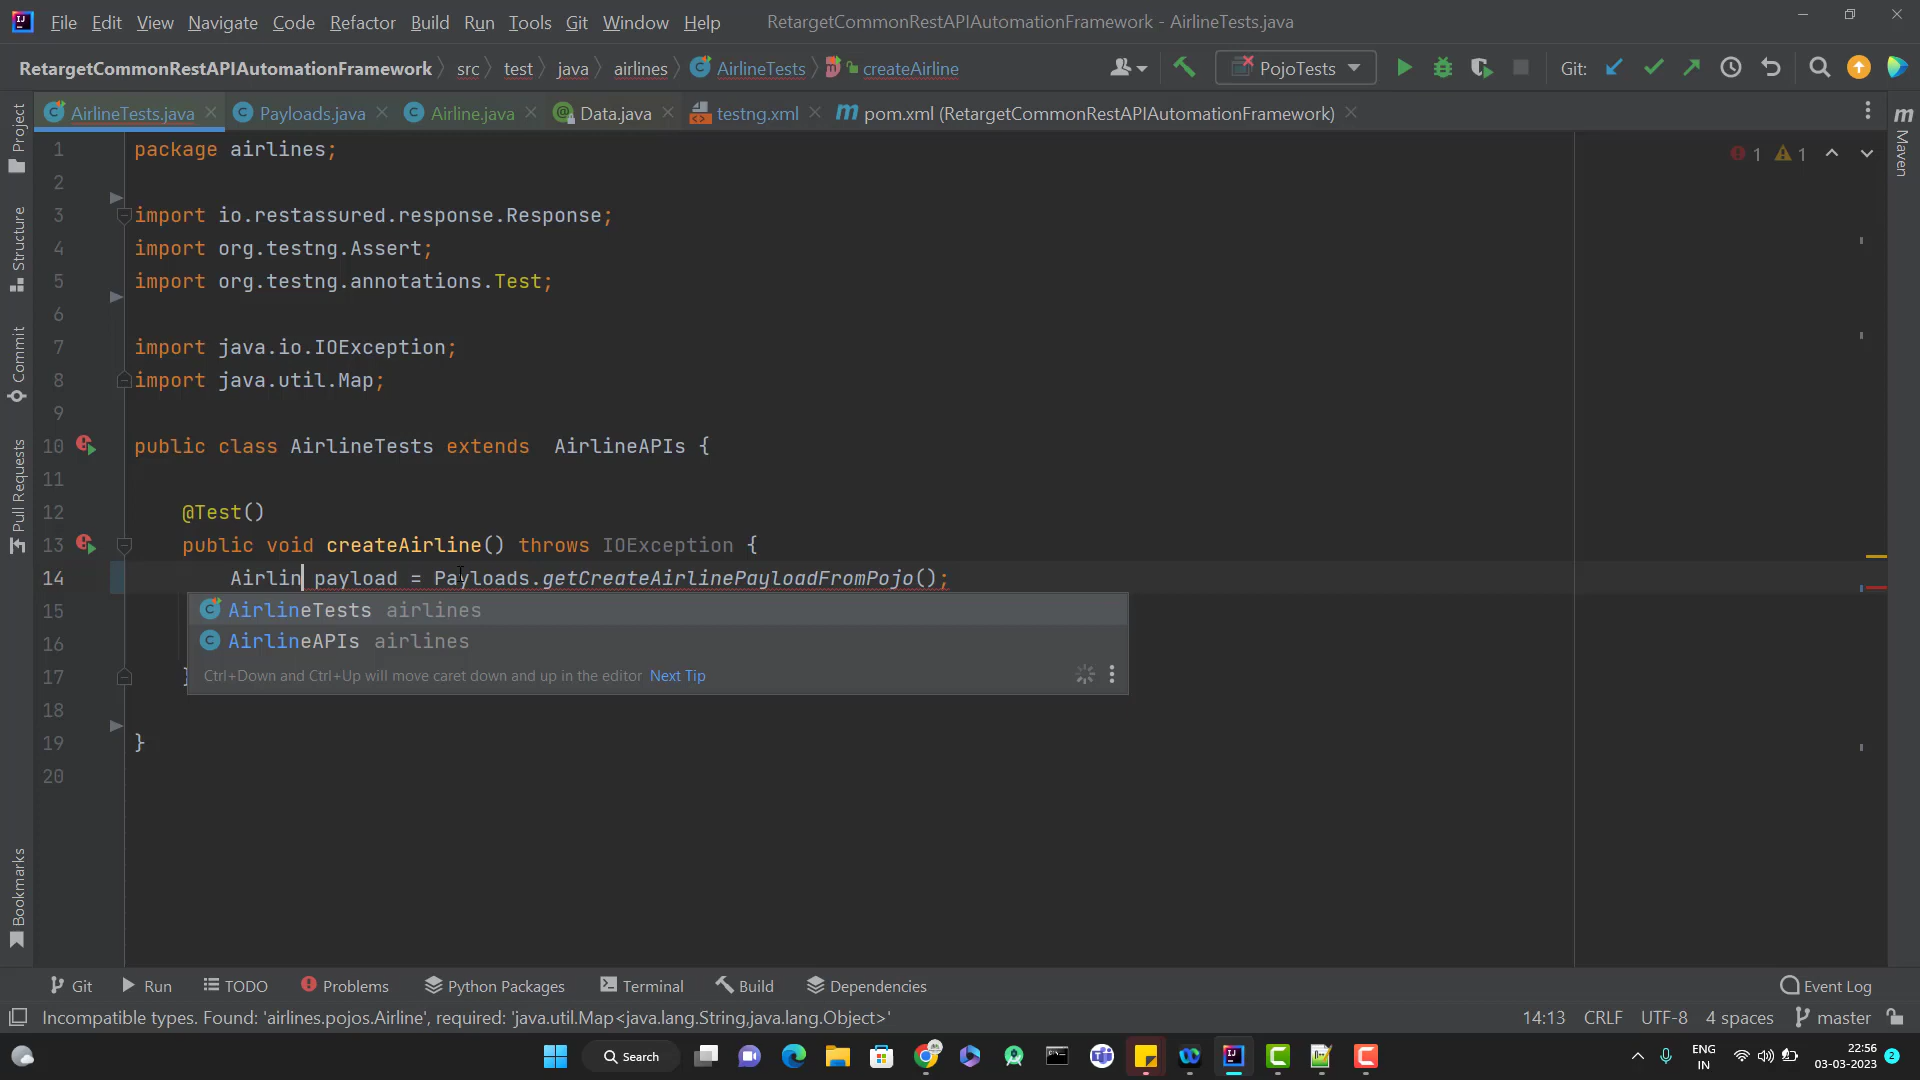 File Edit View Navigate Code Refactor Build Run Tools Git Window Help RetargetCommonRestAPIAutomationFramework - AirlineTests.java
RetargetCommonRestAPIAutomationFramework src test java airlines AirlineTests createAirline PojoTests Git:
AirlineTests.java Payloads.java Airline.java Data.java testng.xml pom.xml (RetargetCommonRestAPIAutomationFramework)
Project
Structure
Commit
Pull Requests
Bookmarks
Maven
1 1
1 package airlines;
2
3 import io.restassured.response.Response;
4 import org.testng.Assert;
5 import org.testng.annotations.Test;
6
7 import java.io.IOException;
8 import java.util.Map;
9
10 public class AirlineTests extends  AirlineAPIs {
11
12 @Test()
13 public void createAirline() throws IOException {
14 Airlin payload = Payloads.getCreateAirlinePayloadFromPojo();
15 AirlineTests airlines
16 AirlineAPIs airlines
17 } Ctrl+Down and Ctrl+Up will move caret down and up in the editor Next Tip
18
19 }
20
Git Run TODO Problems Python Packages Terminal Build Dependencies Event Log
Incompatible types. Found: 'airlines.pojos.Airline', required: 'java.util.Map<java.lang.String,java.lang.Object>' 14:13 CRLF UTF-8 4 spaces master
Search ENG 22:56
IN 03-03-2023 2